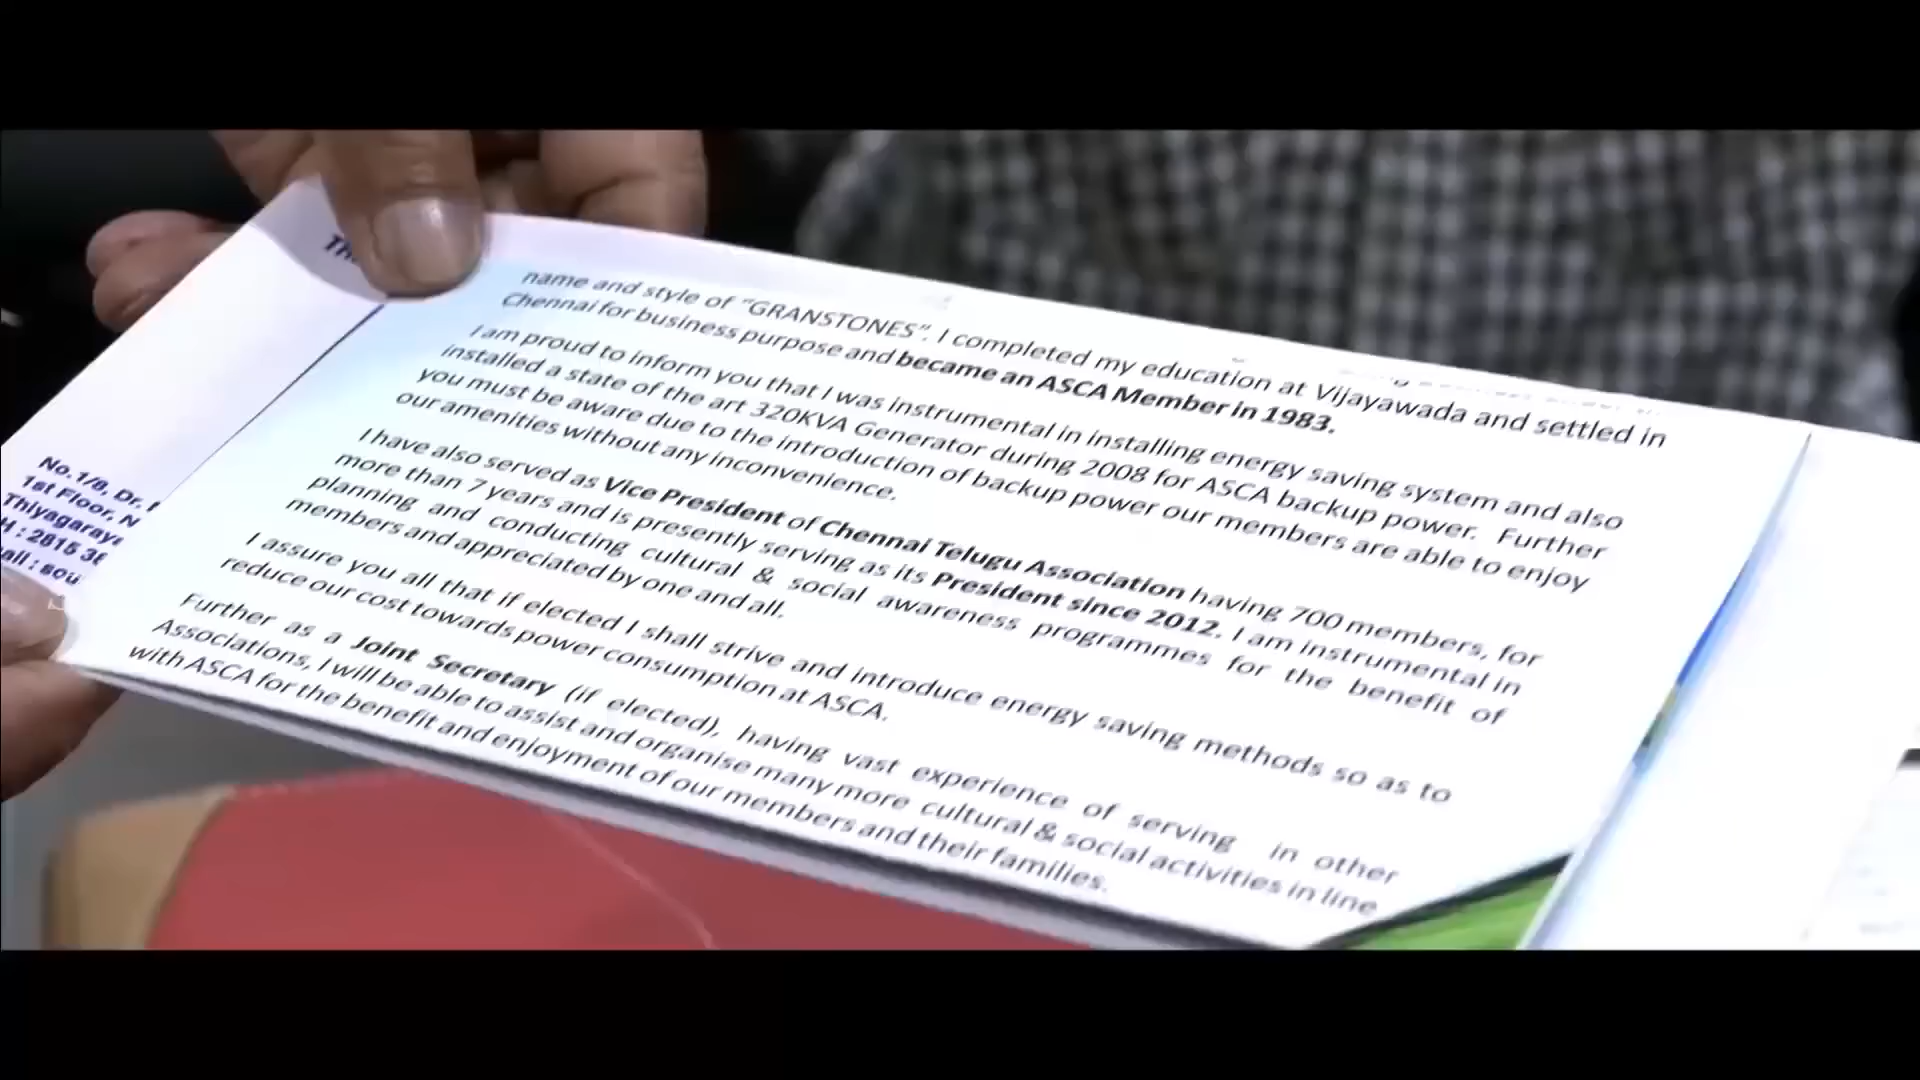 name and style of "GRANSTONES". I completed my education at Vijayawada and settled in
Chennai for business purpose and became an ASCA Member in 1983.
I am proud to inform you that I was instrumental in installing energy saving system and also
installed a state of the art 320KVA Generator during 2008 for ASCA backup power. Further
you must be aware due to the introduction of backup power our members are able to enjoy
our amenities without any inconvenience.
I have also served as Vice President of Chennai Telugu Association having 700 members, for
more than 7 years and is presently serving as its President since 2012. I am instrumental in
planning and conducting cultural & social awareness programmes for the benefit of
members and appreciated by one and all.
I assure you all that if elected I shall strive and introduce energy saving methods so as to
reduce our cost towards power consumption at ASCA.
Further as a Joint Secretary (if elected), having vast experience of serving in other
Associations, I will be able to assist and organise many more cultural & social activities in line
with ASCA for the benefit and enjoyment of our members and their families.
No.1/8, Dr.
1st Floor, N
Thiyagaraya
H : 2815 38
ail : sou